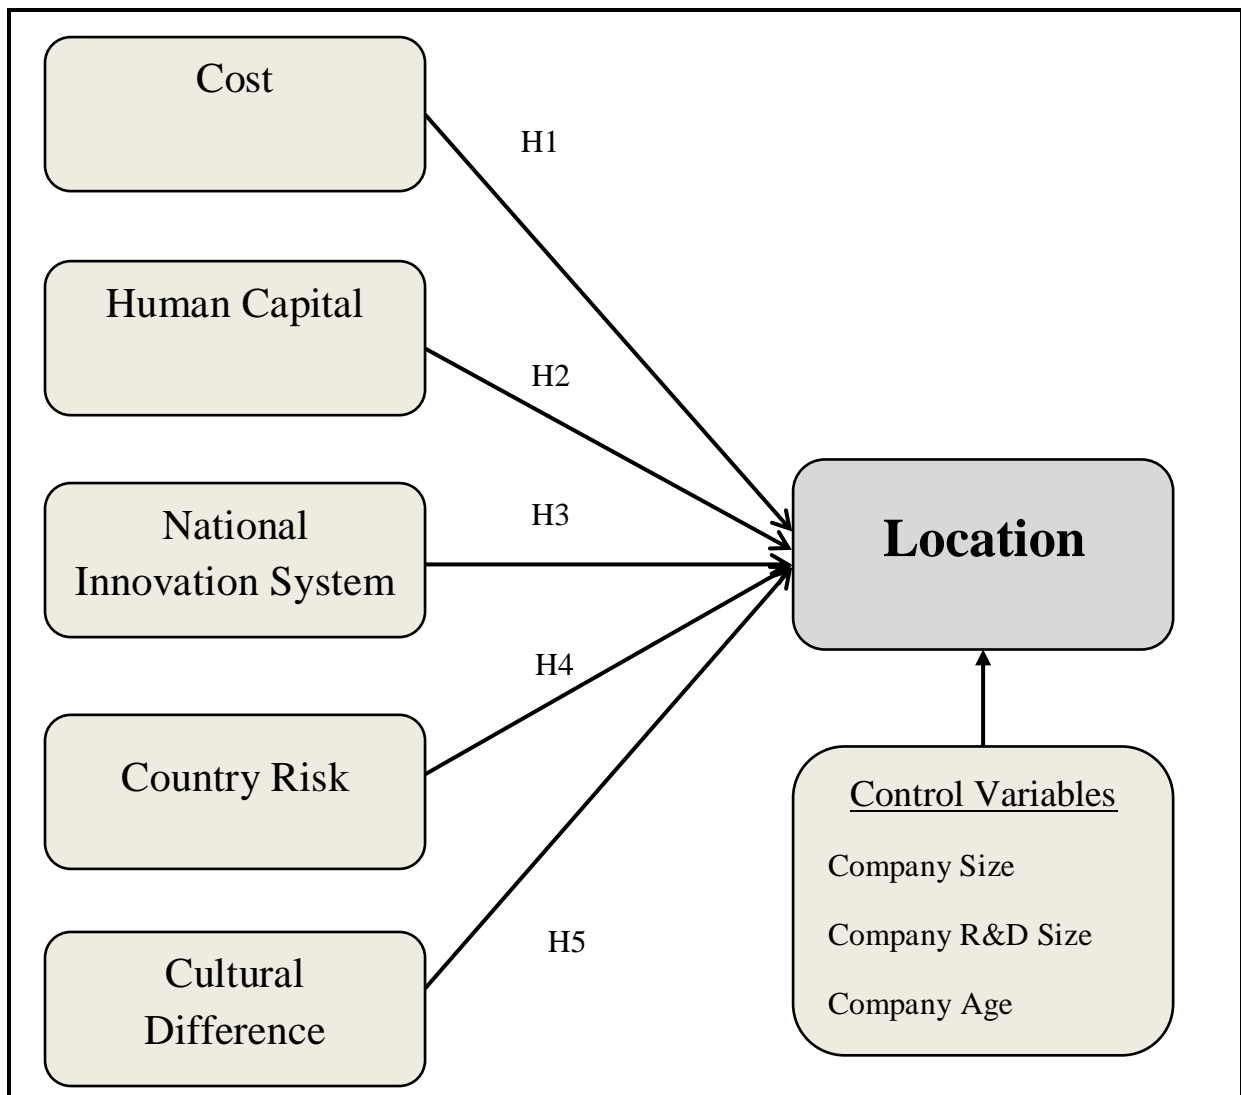 Cost
H1
Human Capital
H2
National
Innovation System
H3
Location
H4
Country Risk
Control Variables
Company Size
Company R&D Size
Company Age
H5
Cultural
Difference